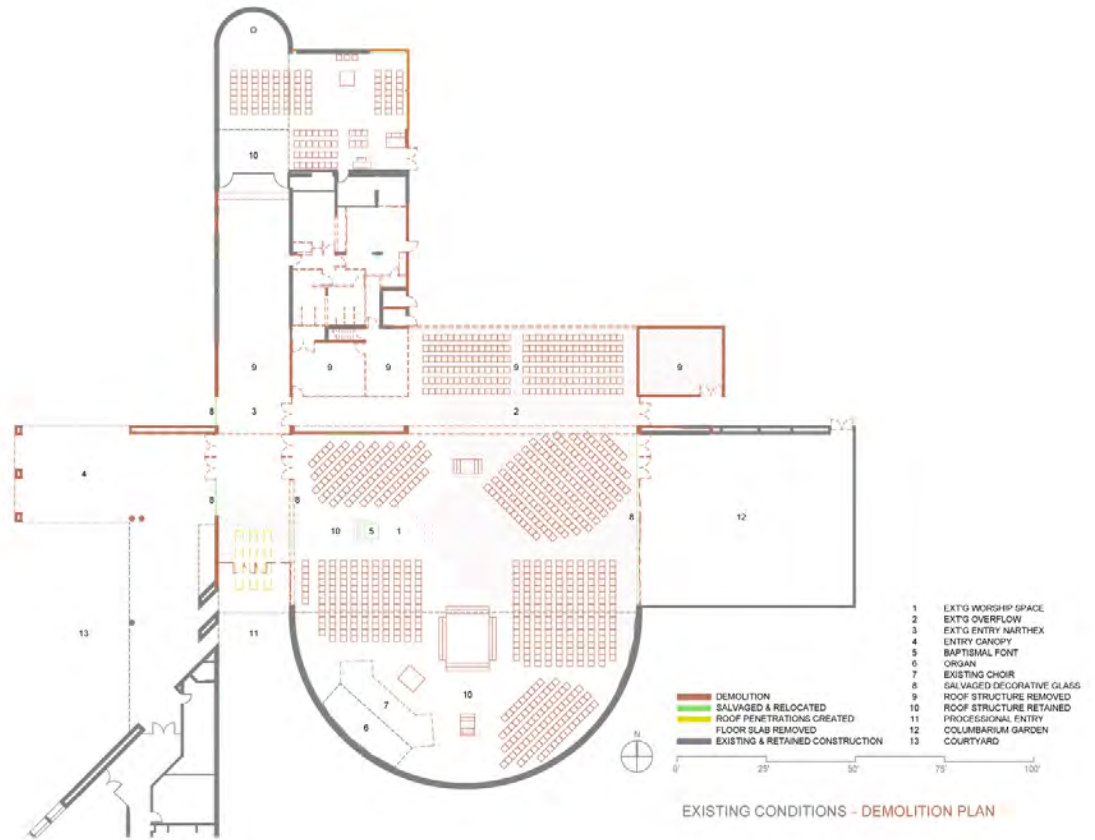 10
9
9
9
9
9
8
3
2
4
10
5
1
8
8
8
12
13
11
10
7
6
1 EXT'G WORSHIP SPACE
2 EXT'G OVERFLOW
3 EXT'G ENTRY NARTHEX
4 ENTRY CANOPY
5 BAPTISMAL FONT
6 ORGAN
7 EXISTING CHOIR
8 SALVAGED DECORATIVE GLASS
9 ROOF STRUCTURE REMOVED
10 ROOF STRUCTURE RETAINED
11 PROCESSIONAL ENTRY
12 COLUMBARIUM GARDEN
13 COURTYARD
DEMOLITION
SALVAGED & RELOCATED
ROOF PENETRATIONS CREATED
FLOOR SLAB REMOVED
EXISTING & RETAINED CONSTRUCTION
N
0' 25' 50' 75' 100'
EXISTING CONDITIONS - DEMOLITION PLAN